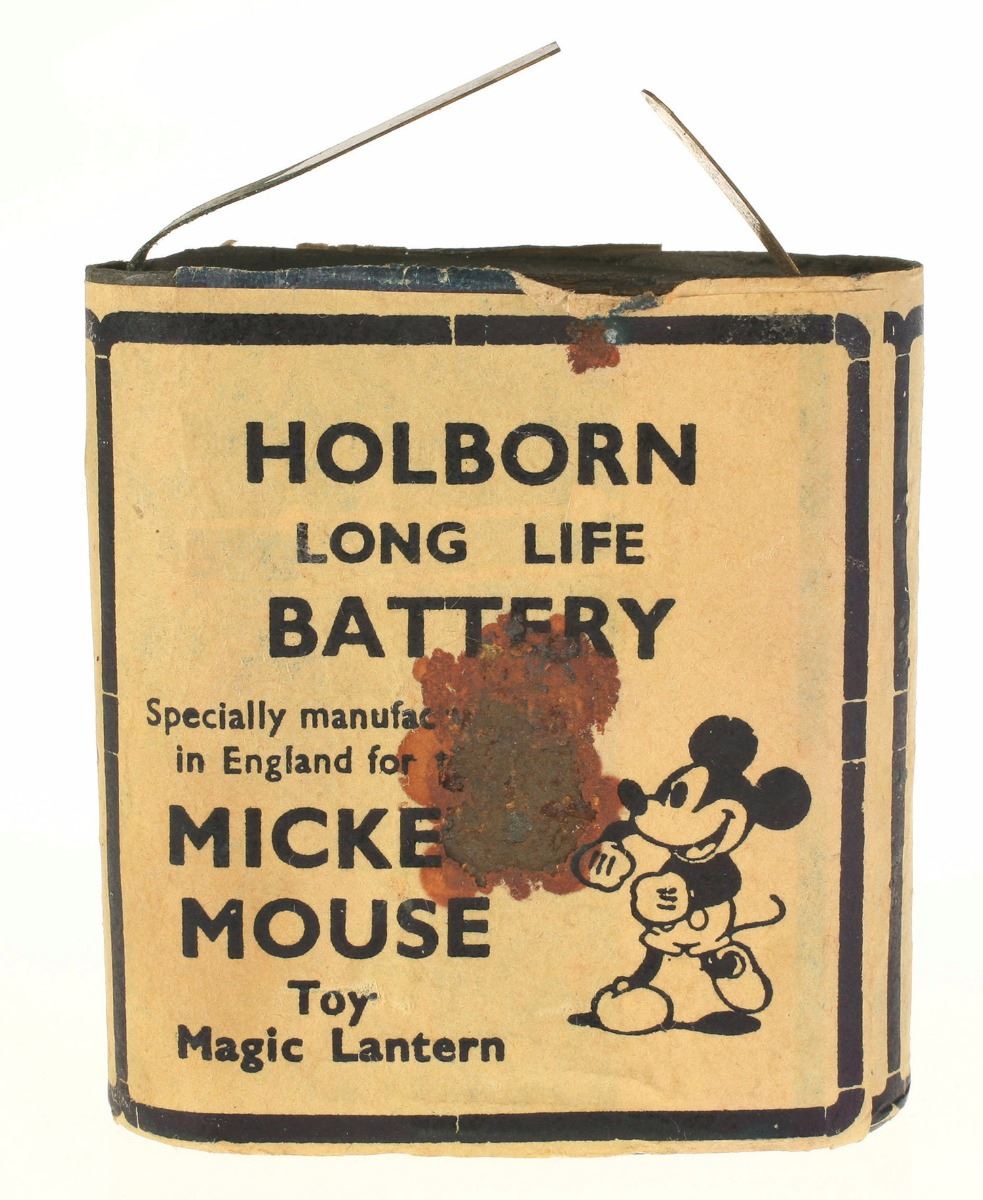 HOLBORN
LONG LIFE
BATTERY
Specially manufac
in England for
MICKE
MOUSE
Toy
Magic Lantern